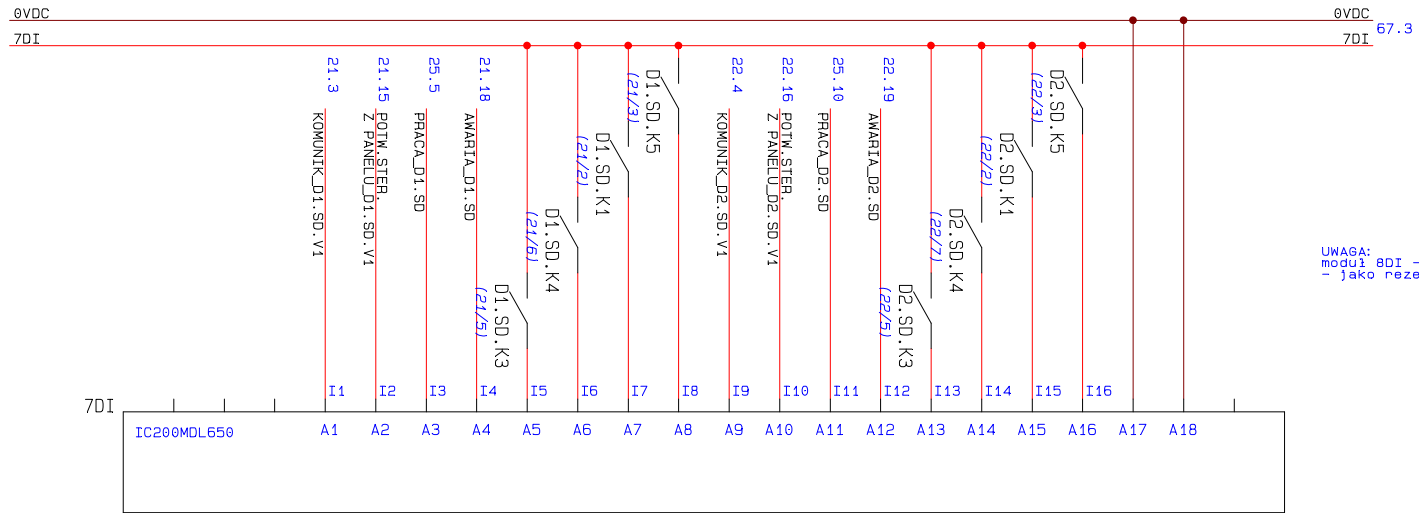 0VDC
0VDC
67.3
7DI
7DI
21.3
KOMUNIK_D1.SD.V1
21.15
POTW.STER.
Z PANELU_D1.SD.V1
25.5
PRACA_D1.SD
21.18
AWARIA_D1.SD
D1.SD.K3
(21/5)
D1.SD.K4
(21/6)
D1.SD.K1
(21/2)
D1.SD.K5
(21/3)
22.4
KOMUNIK_D2.SD.V1
22.16
POTW.STER.
Z PANELU_D2.SD.V1
25.10
PRACA_D2.SD
22.19
AWARIA_D2.SD
D2.SD.K3
(22/5)
D2.SD.K4
(22/7)
D2.SD.K1
(22/2)
D2.SD.K5
(22/3)
UWAGA:
moduł 8DI -
- jako reze
I1 I2 I3 I4 I5 I6 I7 I8 I9 I10 I11 I12 I13 I14 I15 I16
7DI
IC200MDL650 A1 A2 A3 A4 A5 A6 A7 A8 A9 A10 A11 A12 A13 A14 A15 A16 A17 A18